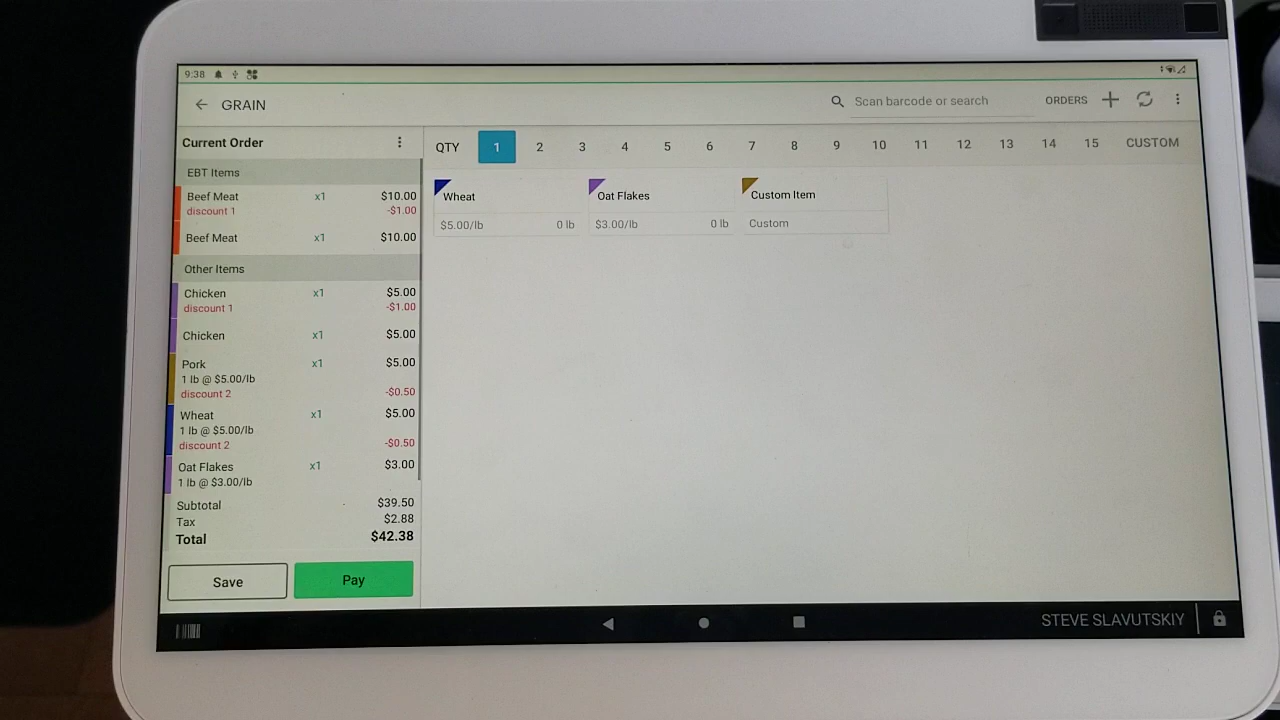 9:38
GRAIN
Scan barcode or search
ORDERS
Current Order
QTY 1 2 3 4 5 6 7 8 9 10 11 12 13 14 15 CUSTOM
EBT Items
Beef Meat x1 $10.00
discount 1 -$1.00
Beef Meat x1 $10.00
Other Items
Chicken x1 $5.00
discount 1 -$1.00
Chicken x1 $5.00
Pork x1 $5.00
1 lb @ $5.00/lb
discount 2 -$0.50
Wheat x1 $5.00
1 lb @ $5.00/lb
discount 2 -$0.50
Oat Flakes x1 $3.00
1 lb @ $3.00/lb
Subtotal $39.50
Tax $2.88
Total $42.38
Save Pay
Wheat
$5.00/lb 0 lb
Oat Flakes
$3.00/lb 0 lb
Custom Item
Custom
STEVE SLAVUTSKIY